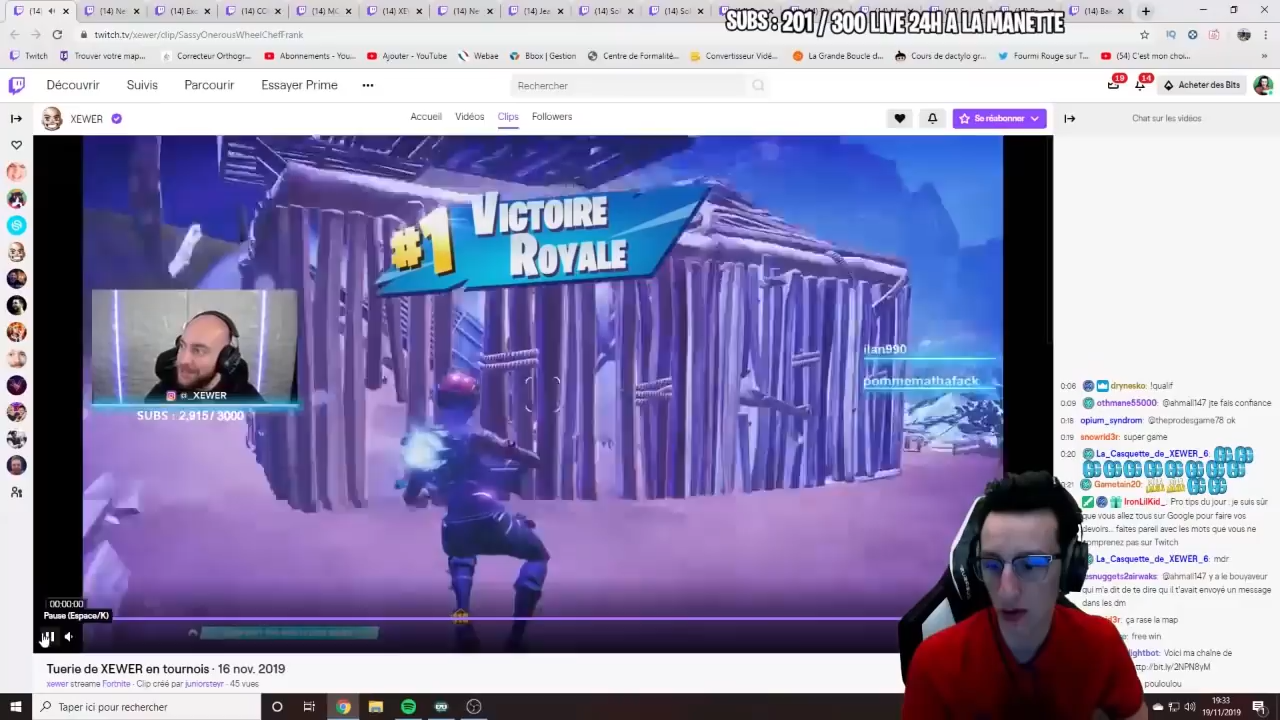 SUBS : 201 / 300 LIVE 24H A LA MANETTE
twitch.tv/xewer/clip/SassyOnerousWheelChefFrank
Twitch
Trouver votre map...
Correcteur Orthogr...
Abonnements - Yo...
Ajouter - YouTube
Webse
Bbox | Gestion
Centre de Formalité...
Convertisseur Vidé...
La Grande Boucle d...
Cours de dactylo gr...
Fourni Rouge sur T...
(54) C'est mon choi...
Découvrir
Suivis
Parcourir
Essayer Prime
Rechercher
19
14
Acheter des Bits
XEWER
Accueil
Vidéos
Clips
Followers
Se réabonner
Chat sur les vidéos
#1 VICTOIRE
ROYALE
@_XEWER
SUBS : 2,915 / 3000
ilan990
pommemathafack
0:06 drynesko: !qualif
0:09 othmane55000: @ahmall147 jte fais confiance
0:18 opium_syndrom: @theprodesgame78 ok
0:19 snowrid3r: super game
0:20 La_Casquette_de_XEWER_6:
Gametain20:
IronLilKid_: Pro tips du jour : je suis sûr
que vous allez tous sur Google pour faire vos
devoirs... faites pareil avec les mots que vous ne
comprenez pas sur Twitch
La_Casquette_de_XEWER_6: mdr
esnuggets2airwaks: @ahmall147 y a le bouyaveur
qui m'a dit de te dire qu il t'avait envoyé un message
dans les dm
ça rase la map
free win
Voici ma chaîne de
bit.ly/2NPN8yM
pouloulou
00:00:00
Pause (Espace/K)
Tuerie de XEWER en tournois · 16 nov. 2019
xewer streame Fortnite · Clip créé par juniorsteyr · 45 vues
Taper ici pour rechercher
19:33
19/11/2019